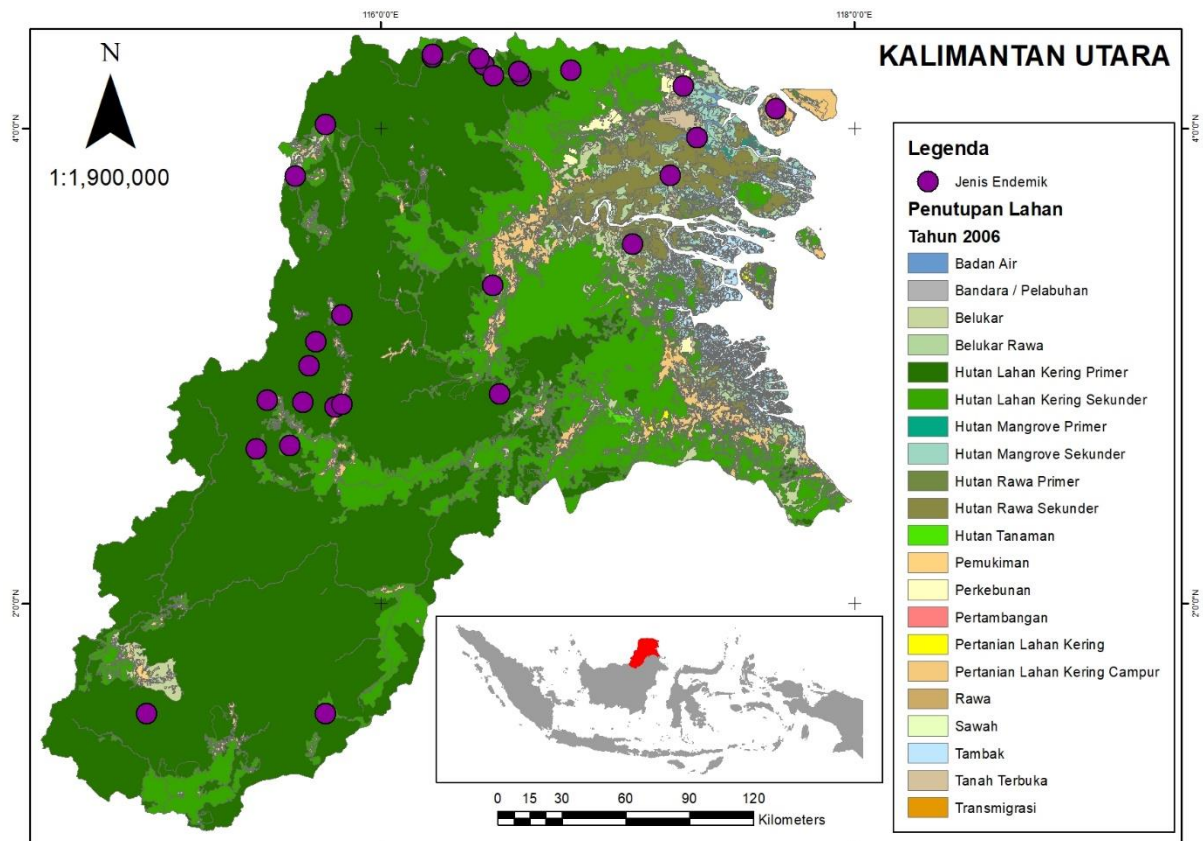 116°0'0"E
118°0'0"E
N
KALIMANTAN UTARA
4°0'0"N
4°0'0"N
1:1,900,000
Legenda
Jenis Endemik
Penutupan Lahan
Tahun 2006
Badan Air
Bandara / Pelabuhan
Belukar
Belukar Rawa
Hutan Lahan Kering Primer
Hutan Lahan Kering Sekunder
Hutan Mangrove Primer
Hutan Mangrove Sekunder
Hutan Rawa Primer
Hutan Rawa Sekunder
Hutan Tanaman
Pemukiman
Perkebunan
Pertambangan
Pertanian Lahan Kering
Pertanian Lahan Kering Campur
Rawa
Sawah
Tambak
Tanah Terbuka
Transmigrasi
2°0'0"N
2°0'0"N
0 15 30 60 90 120
Kilometers